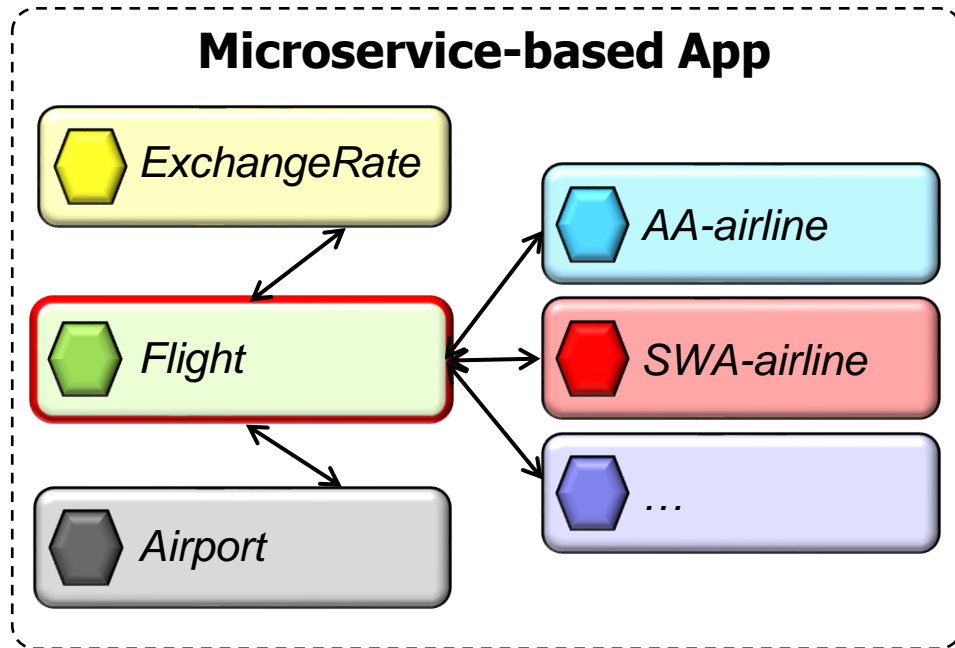 Microservice-based App
ExchangeRate
AA-airline
Flight
SWA-airline
...
Airport